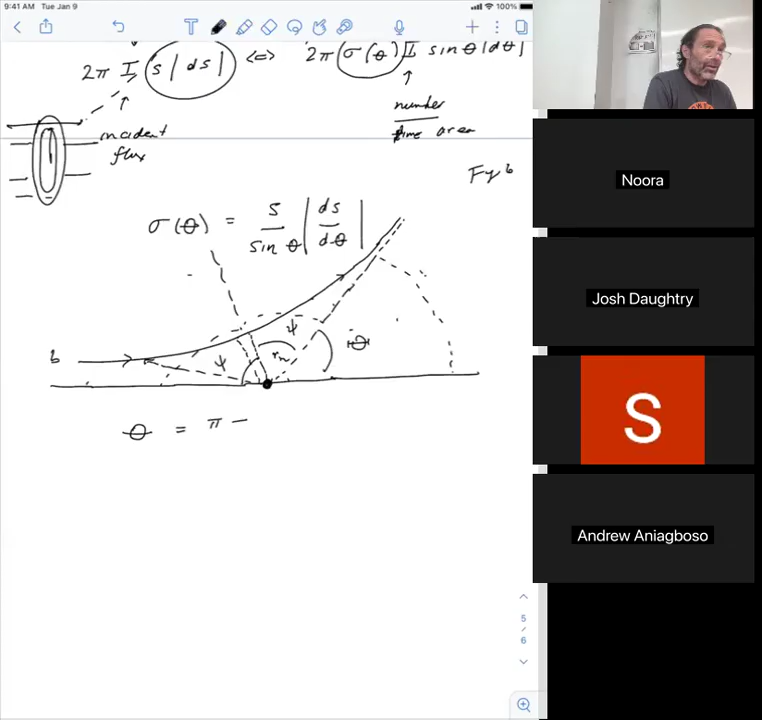 9:41 AM Tue Jan 9
100%
2π I s |ds| <=> 2π σ(θ) I sin θ |dθ|
incident
flux
number
time area
σ(θ) = s/sin θ |ds/dθ|
b
ψ
ψ
r_m
θ
θ = π −
5
/
6
Noora
Josh Daughtry
S
Andrew Aniagboso